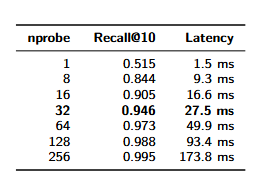 nprobe Recall@10 Latency
1 0.515 1.5 ms
8 0.844 9.3 ms
16 0.905 16.6 ms
32 0.946 27.5 ms
64 0.973 49.9 ms
128 0.988 93.4 ms
256 0.995 173.8 ms